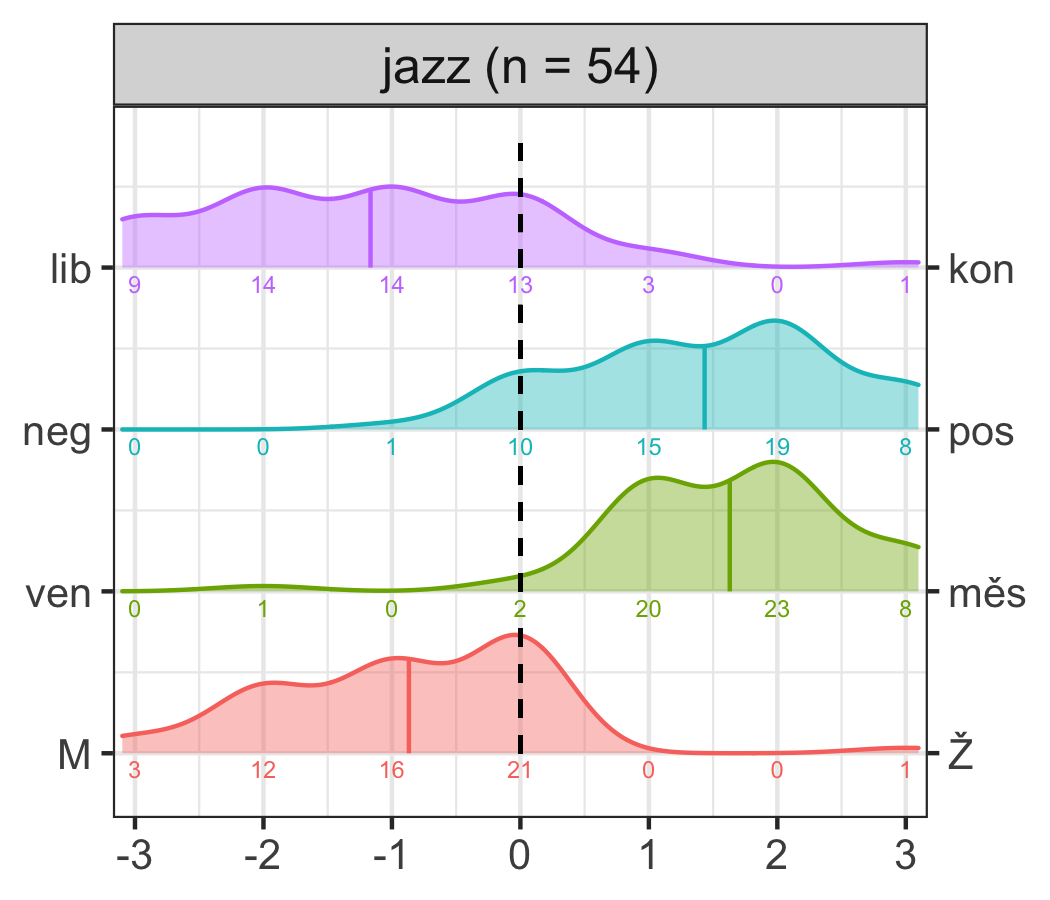 jazz (n = 54)
lib kon
9 14 14 13 3 0 1
neg pos
0 0 1 10 15 19 8
ven měs
0 1 0 2 20 23 8
M Ž
3 12 16 21 0 0 1
-3 -2 -1 0 1 2 3